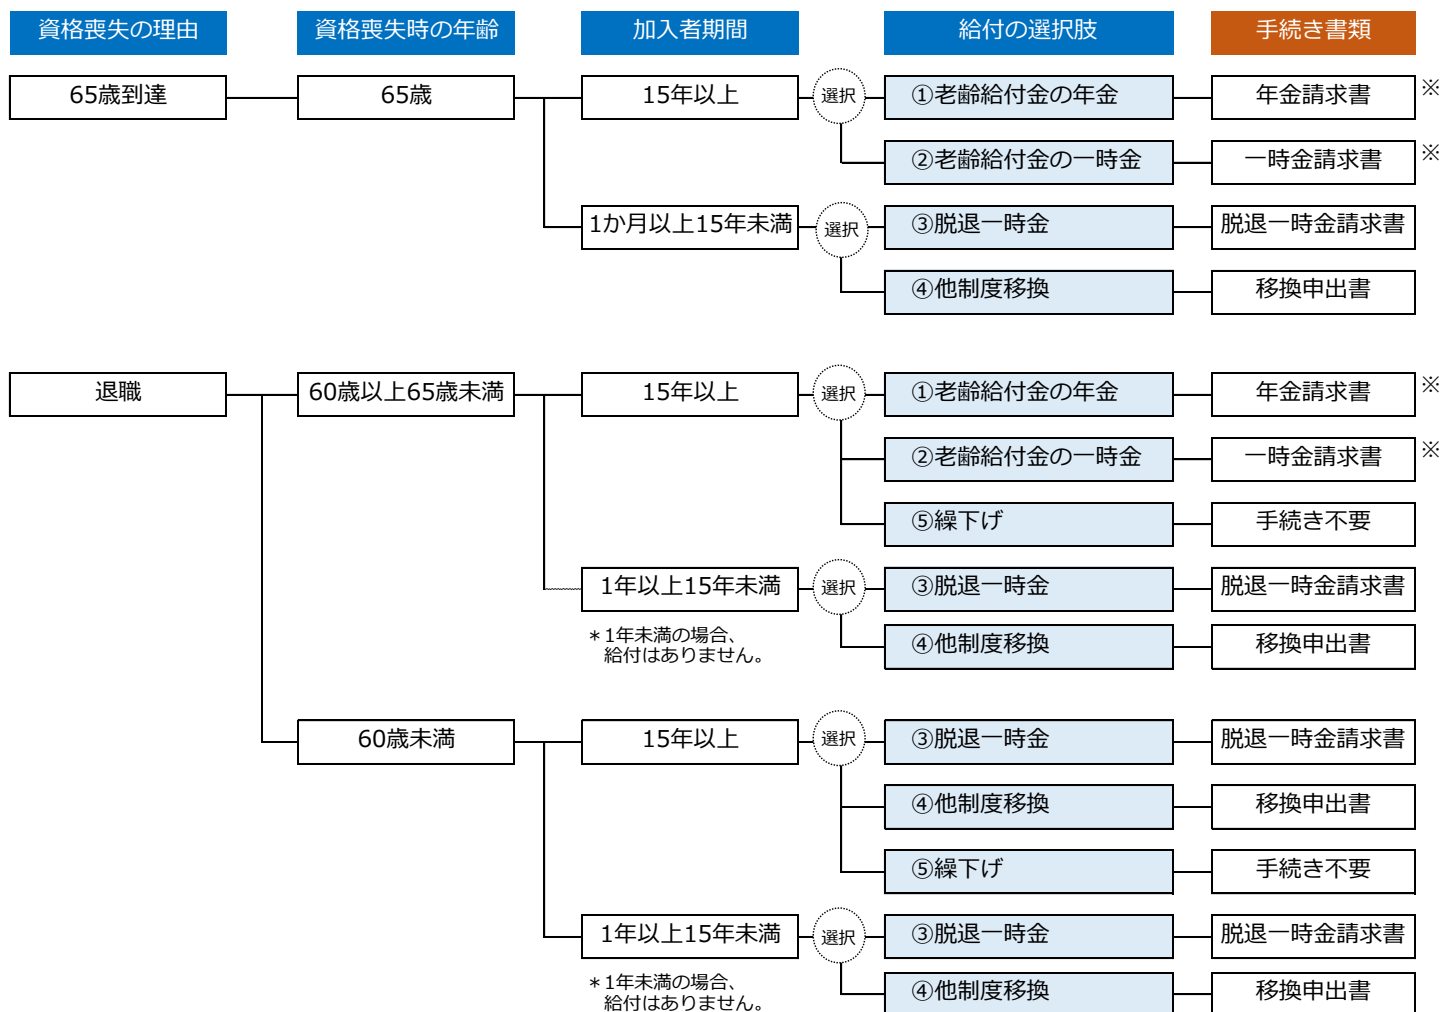 資格喪失の理由 資格喪失時の年齢 加入者期間 給付の選択肢 手続き書類
65歳到達 65歳 15年以上 選択 ①老齢給付金の年金 年金請求書 ※
②老齢給付金の一時金 一時金請求書 ※
1か月以上15年未満 選択 ③脱退一時金 脱退一時金請求書
④他制度移換 移換申出書
退職 60歳以上65歳未満 15年以上 選択 ①老齢給付金の年金 年金請求書 ※
②老齢給付金の一時金 一時金請求書 ※
⑤繰下げ 手続き不要
1年以上15年未満 選択 ③脱退一時金 脱退一時金請求書
＊1年未満の場合、
給付はありません。
④他制度移換 移換申出書
60歳未満 15年以上 選択 ③脱退一時金 脱退一時金請求書
④他制度移換 移換申出書
⑤繰下げ 手続き不要
1年以上15年未満 選択 ③脱退一時金 脱退一時金請求書
＊1年未満の場合、
給付はありません。
④他制度移換 移換申出書